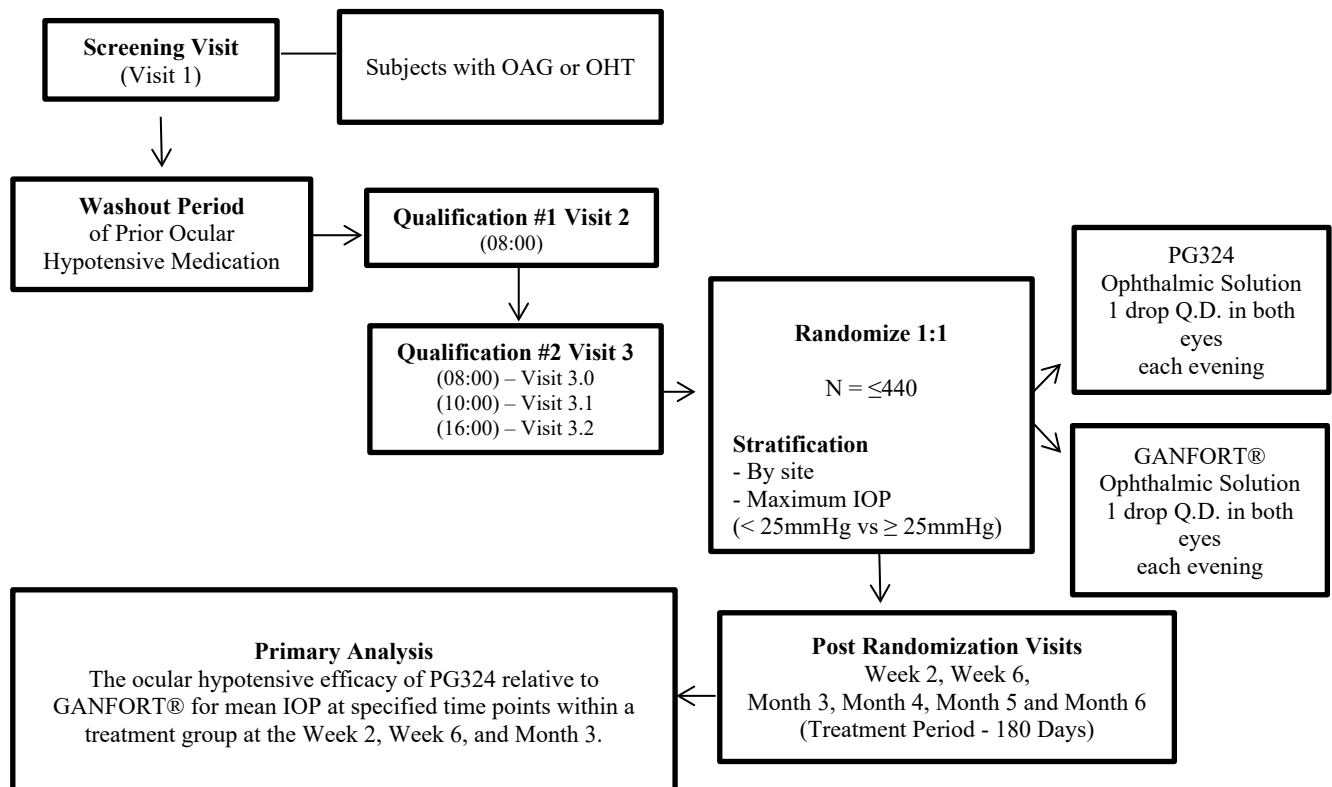 Screening Visit
(Visit 1)
Subjects with OAG or OHT
Washout Period
of Prior Ocular
Hypotensive Medication
Qualification #1 Visit 2
(08:00)
Qualification #2 Visit 3
(08:00) – Visit 3.0
(10:00) – Visit 3.1
(16:00) – Visit 3.2
Randomize 1:1
N = ≤440
Stratification
- By site
- Maximum IOP
(< 25mmHg vs ≥ 25mmHg)
PG324
Ophthalmic Solution
1 drop Q.D. in both
eyes
each evening
GANFORT®
Ophthalmic Solution
1 drop Q.D. in both
eyes
each evening
Post Randomization Visits
Week 2, Week 6,
Month 3, Month 4, Month 5 and Month 6
(Treatment Period - 180 Days)
Primary Analysis
The ocular hypotensive efficacy of PG324 relative to
GANFORT® for mean IOP at specified time points within a
treatment group at the Week 2, Week 6, and Month 3.